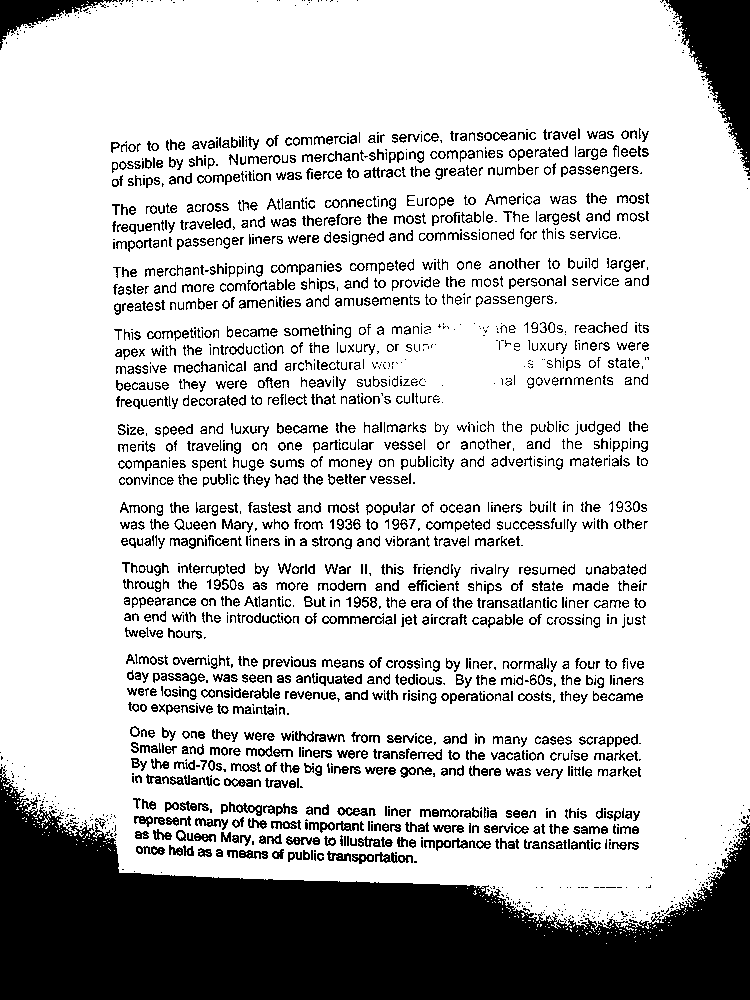 Prior to the availability of commercial air service, transoceanic travel was only
possible by ship. Numerous merchant-shipping companies operated large fleets
of ships, and competition was fierce to attract the greater number of passengers.
The route across the Atlantic connecting Europe to America was the most
frequently traveled, and was therefore the most profitable. The largest and most
important passenger liners were designed and commissioned for this service.
The merchant-shipping companies competed with one another to build larger,
faster and more comfortable ships, and to provide the most personal service and
greatest number of amenities and amusements to their passengers.
This competition became something of a mania the 1930s, reached its
apex with the introduction of the luxury, or The luxury liners were
massive mechanical and architectural "ships of state,"
because they were often heavily subsidized governments and
frequently decorated to reflect that nation's culture.
Size, speed and luxury became the hallmarks by which the public judged the
merits of traveling on one particular vessel or another, and the shipping
companies spent huge sums of money on publicity and advertising materials to
convince the public they had the better vessel.
Among the largest, fastest and most popular of ocean liners built in the 1930s
was the Queen Mary, who from 1936 to 1967, competed successfully with other
equally magnificent liners in a strong and vibrant travel market.
Though interrupted by World War II, this friendly rivalry resumed unabated
through the 1950s as more modern and efficient ships of state made their
appearance on the Atlantic. But in 1958, the era of the transatlantic liner came to
an end with the introduction of commercial jet aircraft capable of crossing in just
twelve hours.
Almost overnight, the previous means of crossing by liner, normally a four to five
day passage, was seen as antiquated and tedious. By the mid-60s, the big liners
were losing considerable revenue, and with rising operational costs, they became
too expensive to maintain.
One by one they were withdrawn from service, and in many cases scrapped.
Smaller and more modern liners were transferred to the vacation cruise market.
By the mid-70s, most of the big liners were gone, and there was very little market
in transatlantic ocean travel.
The posters, photographs and ocean liner memorabilia seen in this display
represent many of the most important liners that were in service at the same time
as the Queen Mary, and serve to illustrate the importance that transatlantic liners
once held as a means of public transportation.